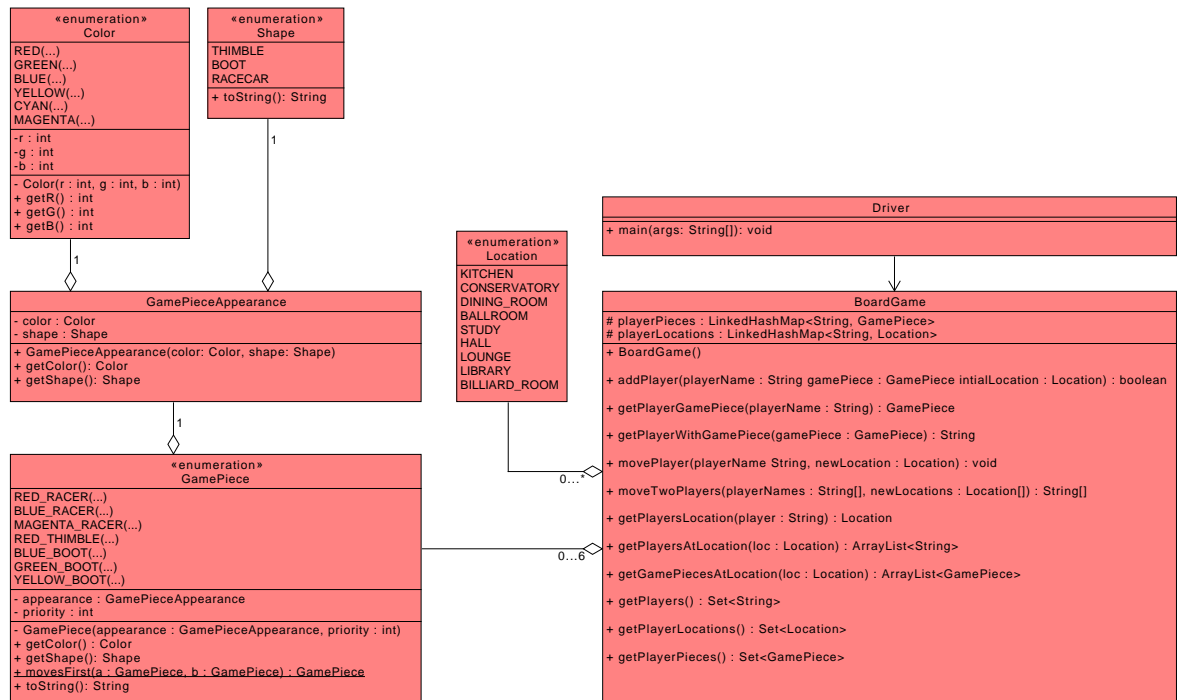 «enumeration»
Color
RED(...)
GREEN(...)
BLUE(...)
YELLOW(...)
CYAN(...)
MAGENTA(...)
-r : int
-g : int
-b : int
- Color(r : int, g : int, b : int)
+ getR() : int
+ getG() : int
+ getB() : int
1
«enumeration»
Shape
THIMBLE
BOOT
RACECAR
+ toString(): String
1
GamePieceAppearance
- color : Color
- shape : Shape
+ GamePieceAppearance(color: Color, shape: Shape)
+ getColor(): Color
+ getShape(): Shape
1
«enumeration»
GamePiece
RED_RACER(...)
BLUE_RACER(...)
MAGENTA_RACER(...)
RED_THIMBLE(...)
BLUE_BOOT(...)
GREEN_BOOT(...)
YELLOW_BOOT(...)
- appearance : GamePieceAppearance
- priority : int
- GamePiece(appearance : GamePieceAppearance, priority : int)
+ getColor() : Color
+ getShape(): Shape
+ movesFirst(a : GamePiece, b : GamePiece) : GamePiece
+ toString(): String
«enumeration»
Location
KITCHEN
CONSERVATORY
DINING_ROOM
BALLROOM
STUDY
HALL
LOUNGE
LIBRARY
BILLIARD_ROOM
0...*
0...6
Driver
+ main(args: String[]): void
BoardGame
# playerPieces : LinkedHashMap<String, GamePiece>
# playerLocations : LinkedHashMap<String, Location>
+ BoardGame()
+ addPlayer(playerName : String gamePiece : GamePiece intialLocation : Location) : boolean
+ getPlayerGamePiece(playerName : String) : GamePiece
+ getPlayerWithGamePiece(gamePiece : GamePiece) : String
+ movePlayer(playerName String, newLocation : Location) : void
+ moveTwoPlayers(playerNames : String[], newLocations : Location[]) : String[]
+ getPlayersLocation(player : String) : Location
+ getPlayersAtLocation(loc : Location) : ArrayList<String>
+ getGamePiecesAtLocation(loc : Location) : ArrayList<GamePiece>
+ getPlayers() : Set<String>
+ getPlayerLocations() : Set<Location>
+ getPlayerPieces() : Set<GamePiece>